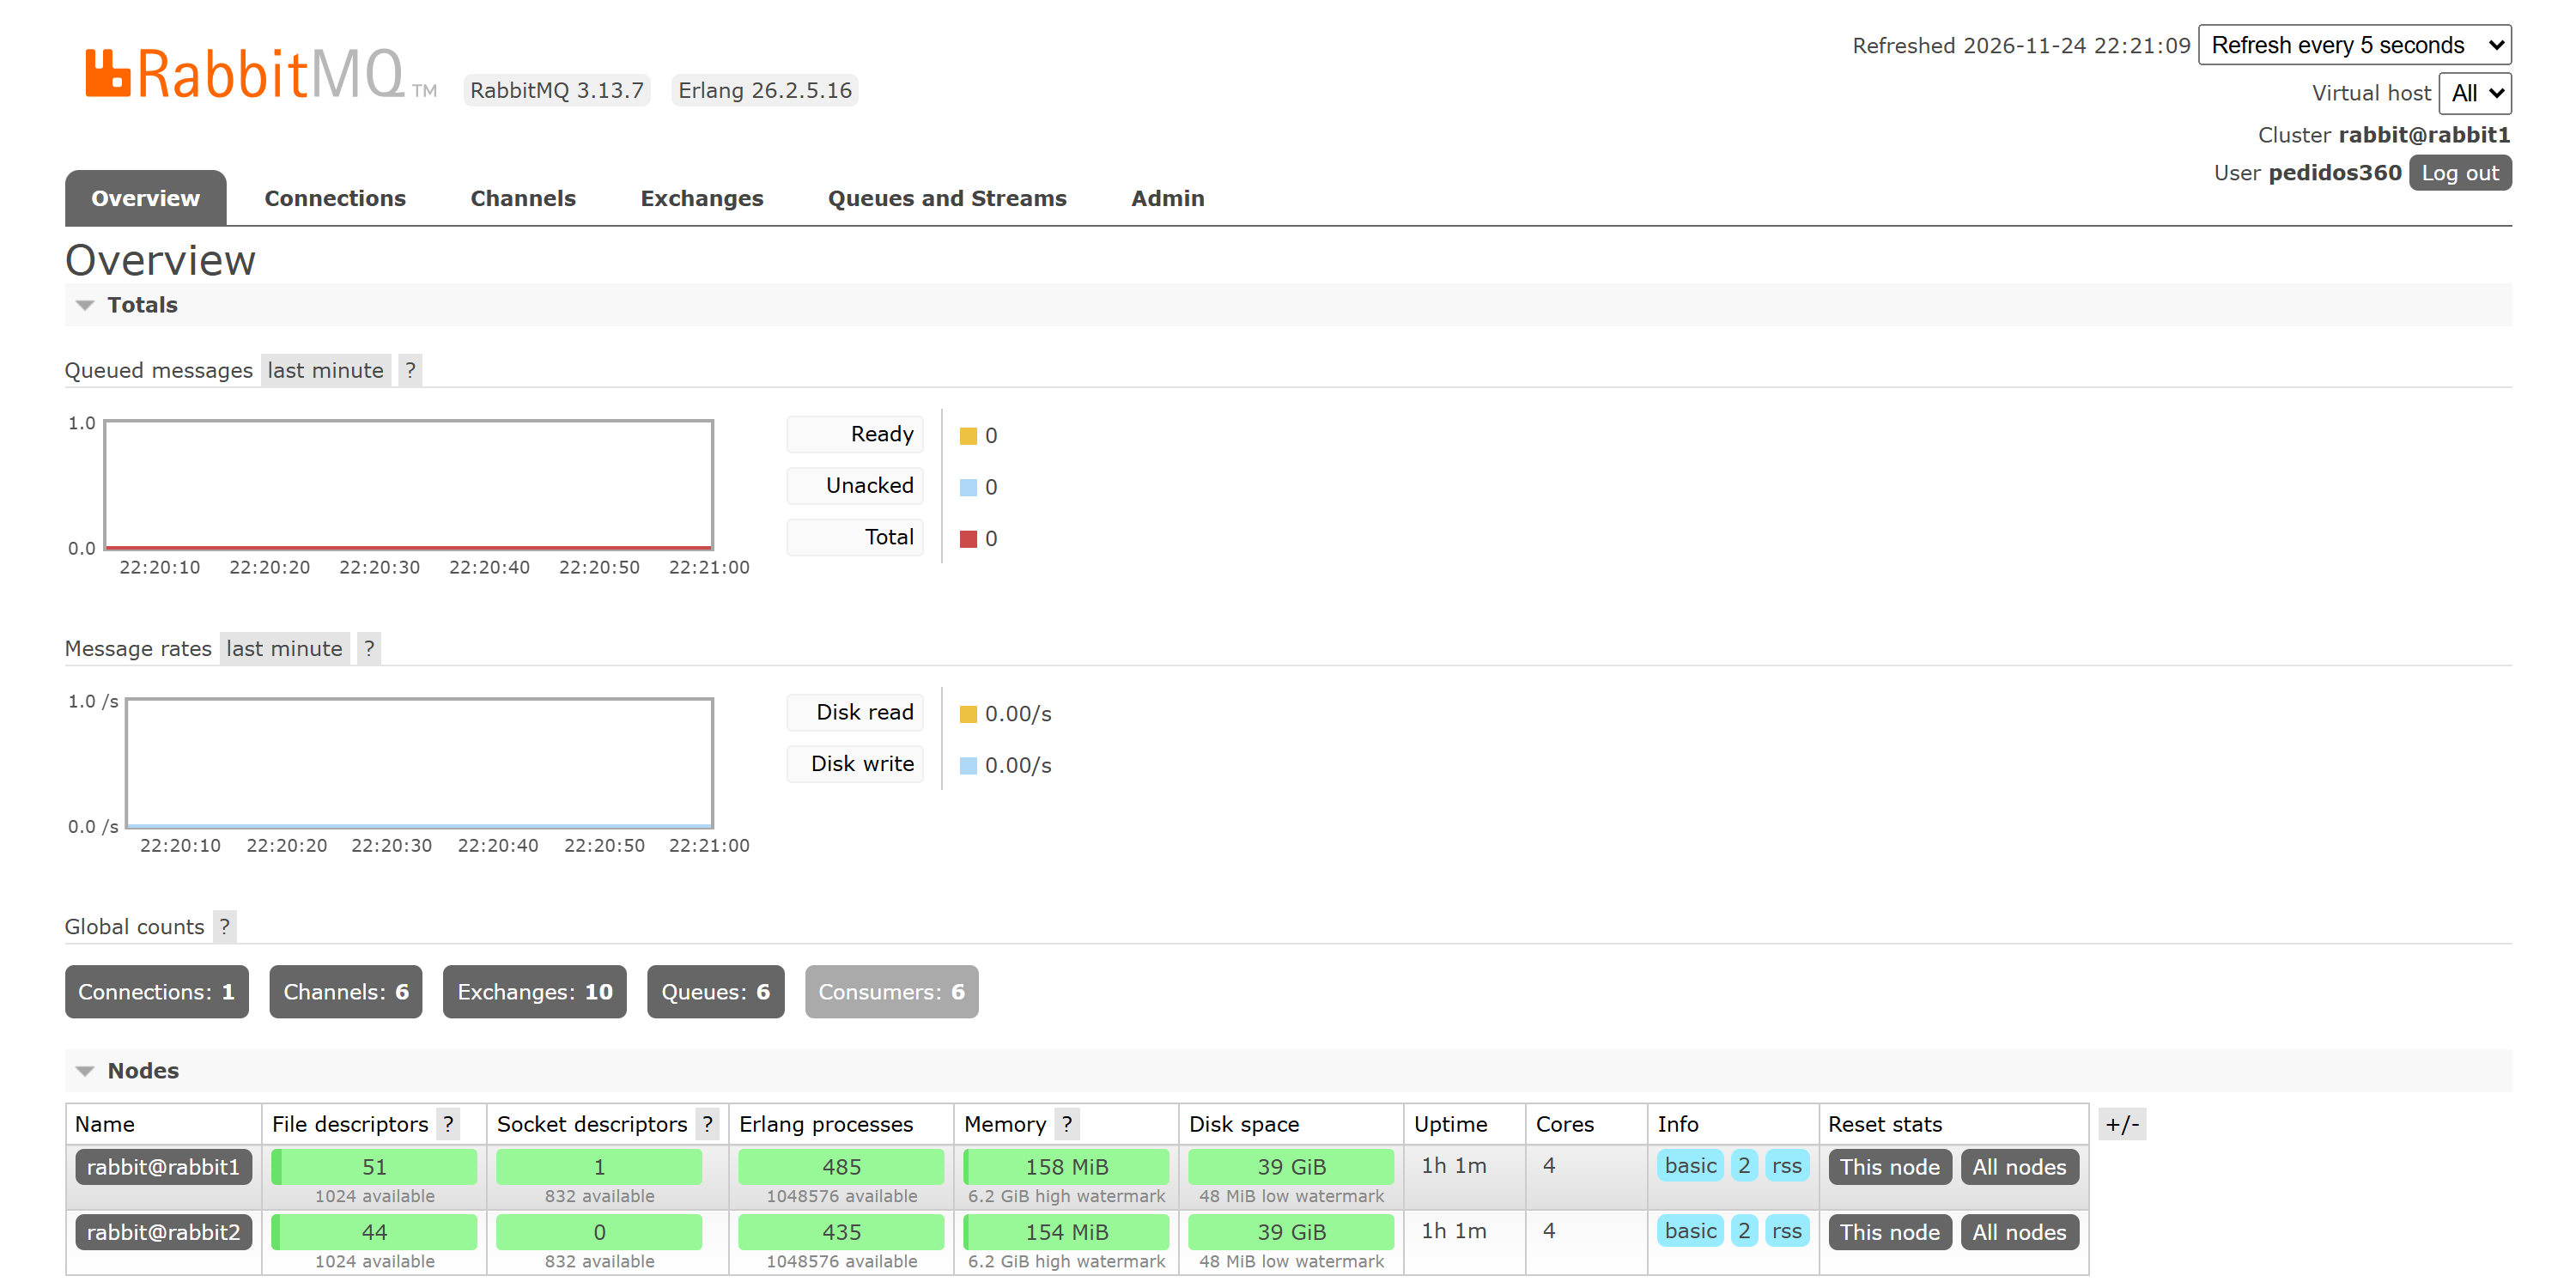 RabbitMQ TM RabbitMQ 3.13.7 Erlang 26.2.5.16
Refreshed 2026-11-24 22:21:09 Refresh every 5 seconds
Virtual host All
Cluster rabbit@rabbit1
User pedidos360 Log out
Overview Connections Channels Exchanges Queues and Streams Admin
Overview
Totals
Queued messages last minute ?
1.0
0.0
22:20:10 22:20:20 22:20:30 22:20:40 22:20:50 22:21:00
Ready 0
Unacked 0
Total 0
Message rates last minute ?
1.0 /s
0.0 /s
22:20:10 22:20:20 22:20:30 22:20:40 22:20:50 22:21:00
Disk read 0.00/s
Disk write 0.00/s
Global counts ?
Connections: 1 Channels: 6 Exchanges: 10 Queues: 6 Consumers: 6
Nodes
Name File descriptors ? Socket descriptors ? Erlang processes Memory ? Disk space Uptime Cores Info Reset stats +/-
rabbit@rabbit1 51 1 485 158 MiB 39 GiB 1h 1m 4 basic 2 rss This node All nodes
1024 available 832 available 1048576 available 6.2 GiB high watermark 48 MiB low watermark
rabbit@rabbit2 44 0 435 154 MiB 39 GiB 1h 1m 4 basic 2 rss This node All nodes
1024 available 832 available 1048576 available 6.2 GiB high watermark 48 MiB low watermark